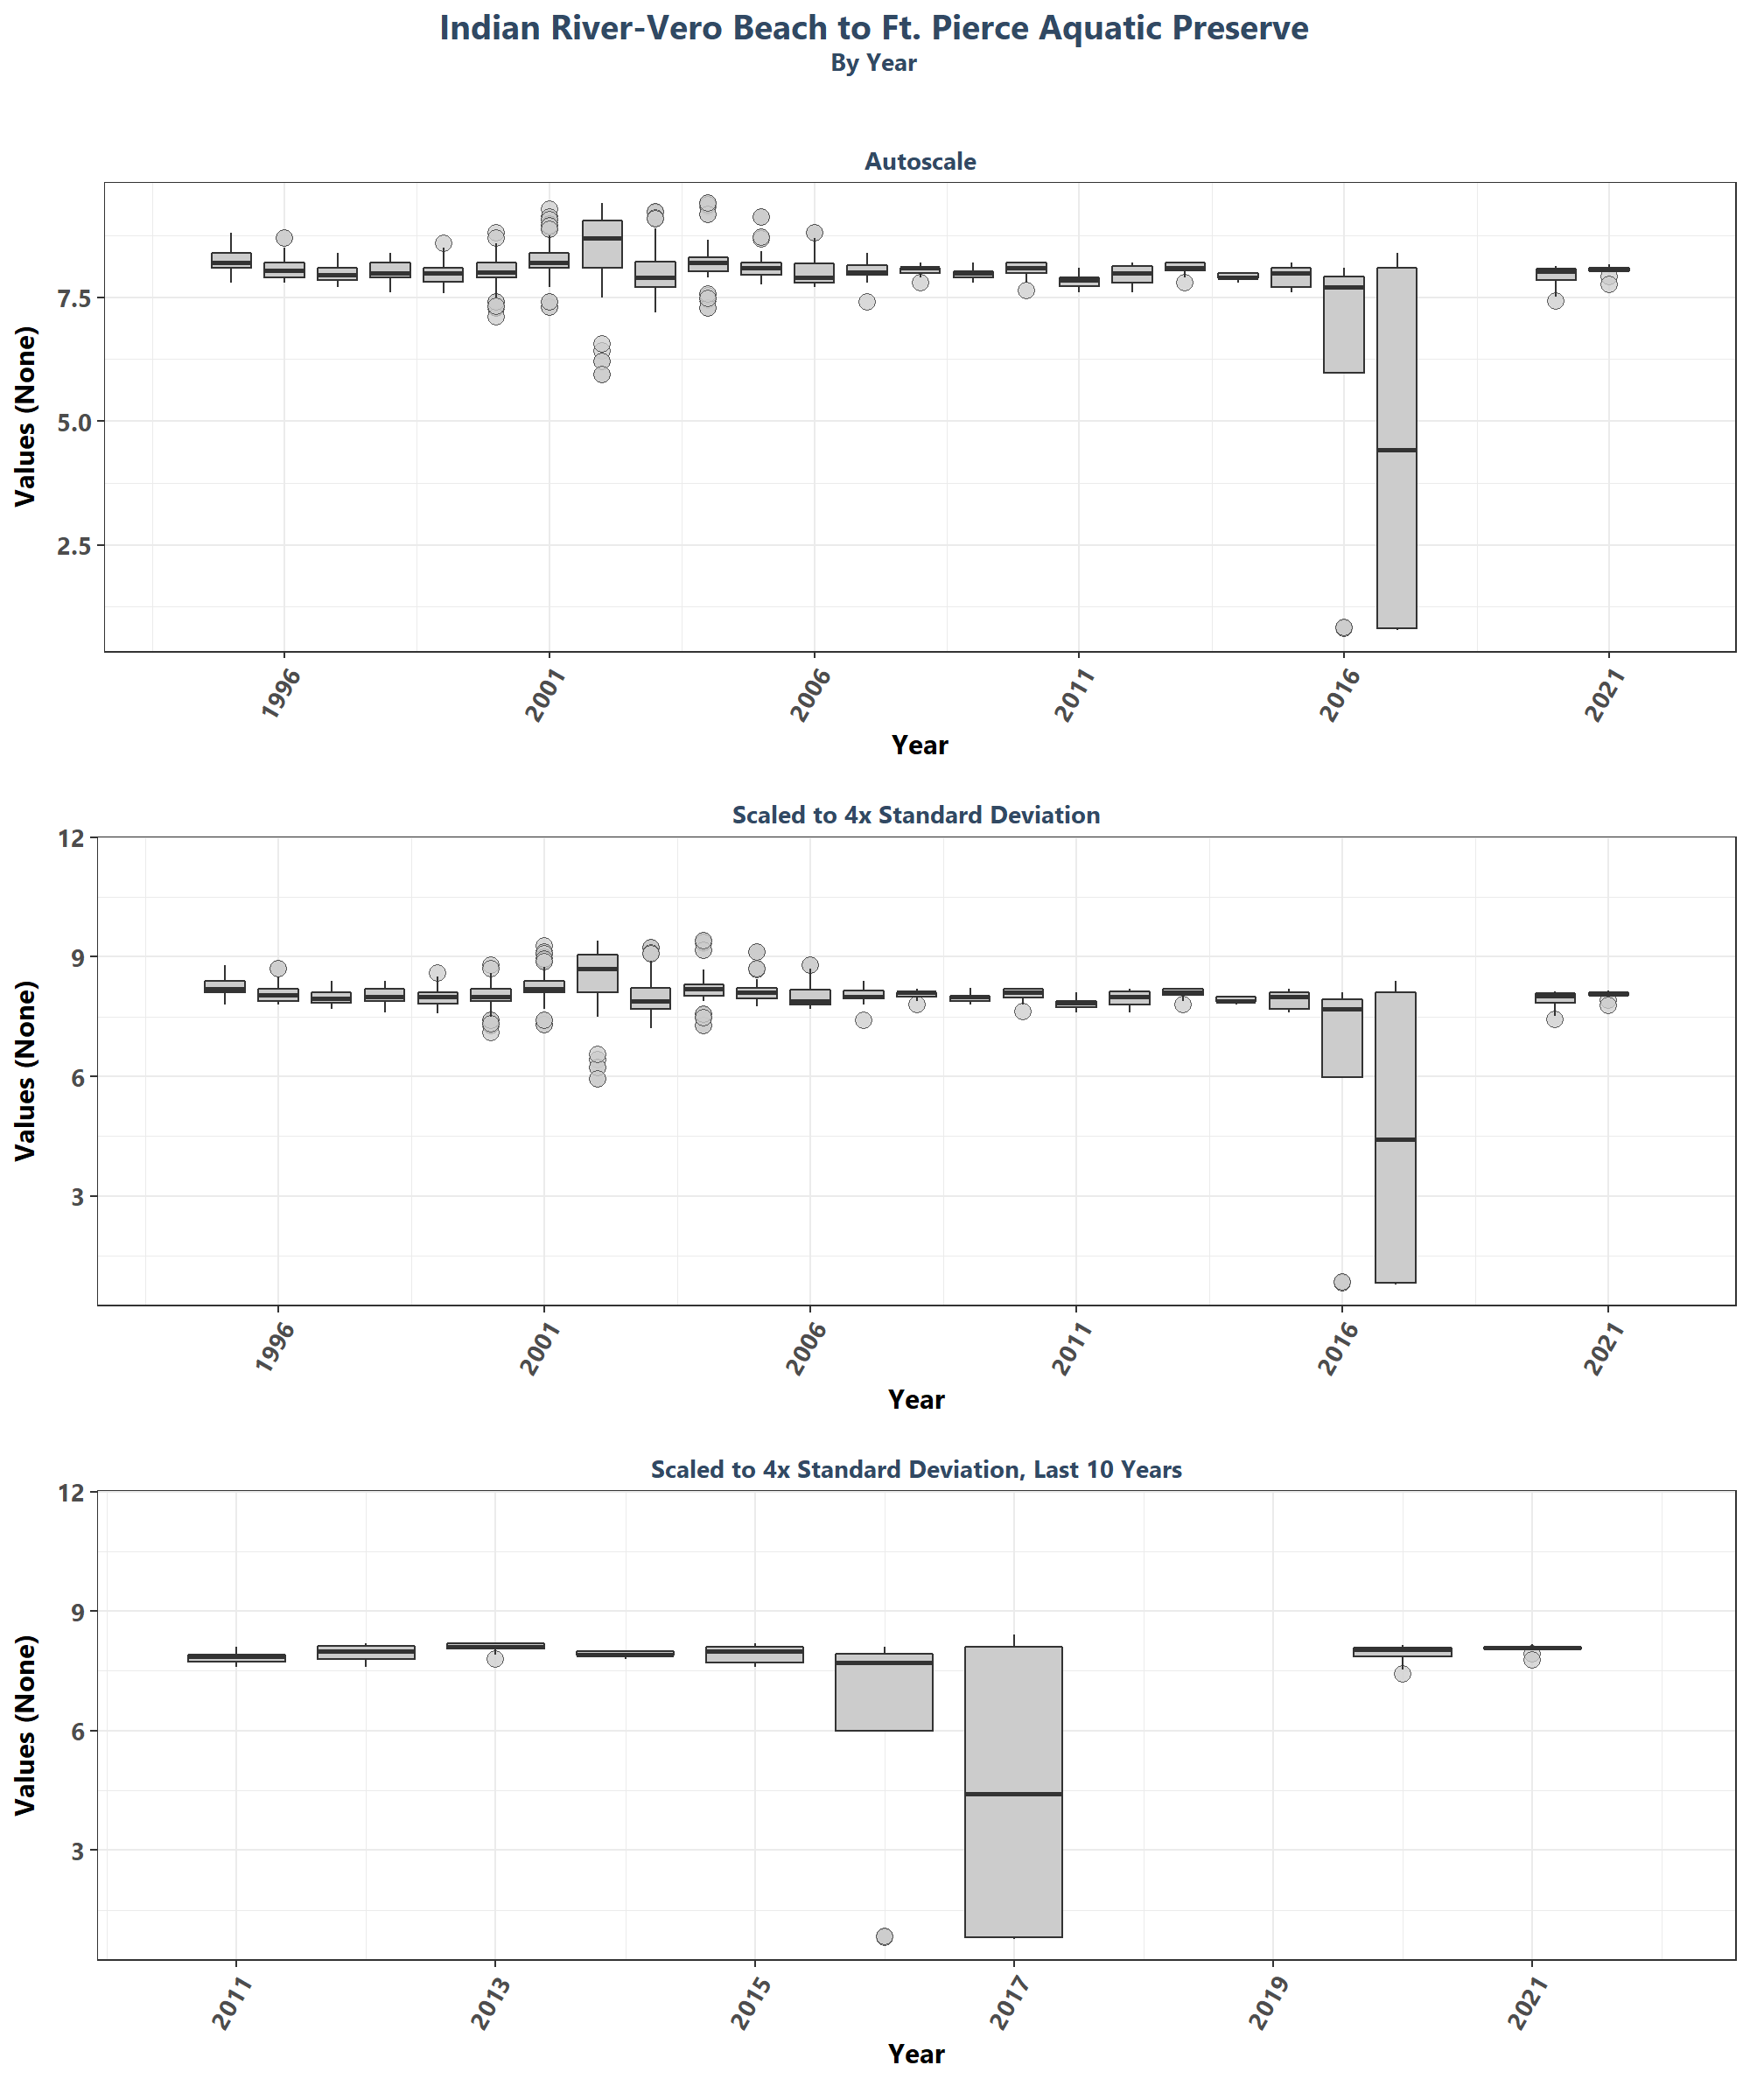 Indian River-Vero Beach to Ft. Pierce Aquatic Preserve
By Year
Autoscale
Values (None)
7.5
5.0
2.5
1996 2001 2006 2011 2016 2021
Year
Scaled to 4x Standard Deviation
Values (None)
12
9
6
3
1996 2001 2006 2011 2016 2021
Year
Scaled to 4x Standard Deviation, Last 10 Years
Values (None)
12
9
6
3
2011 2013 2015 2017 2019 2021
Year